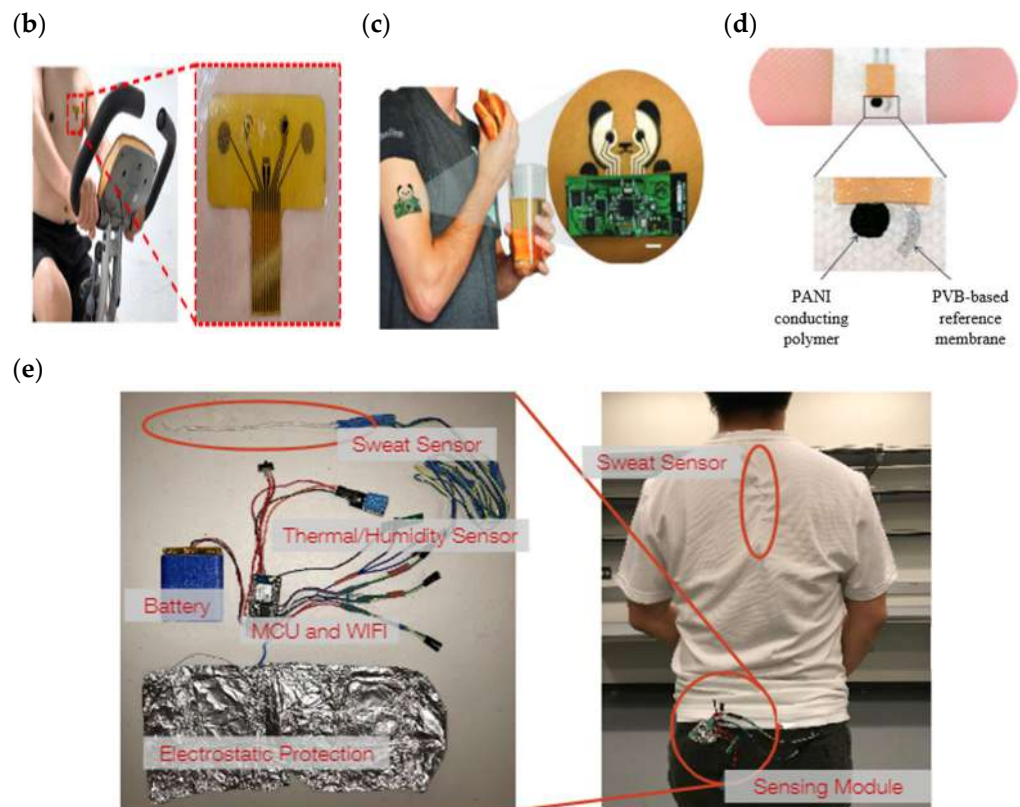 (b)
(c)
(d)
PANI
conducting
polymer
PVB-based
reference
membrane
(e)
Sweat Sensor
Thermal/Humidity Sensor
Battery
MCU and WIFI
Electrostatic Protection
Sweat Sensor
Sensing Module